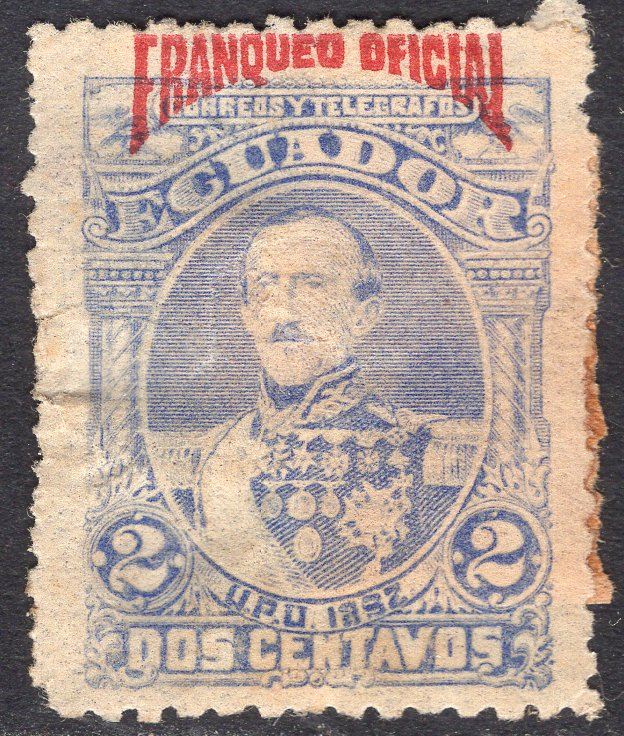 FRANQUEO OFICIAL
CORREOS Y TELEGRAFOS
ECUADOR
2 2
U.P.U. 1892
DOS CENTAVOS